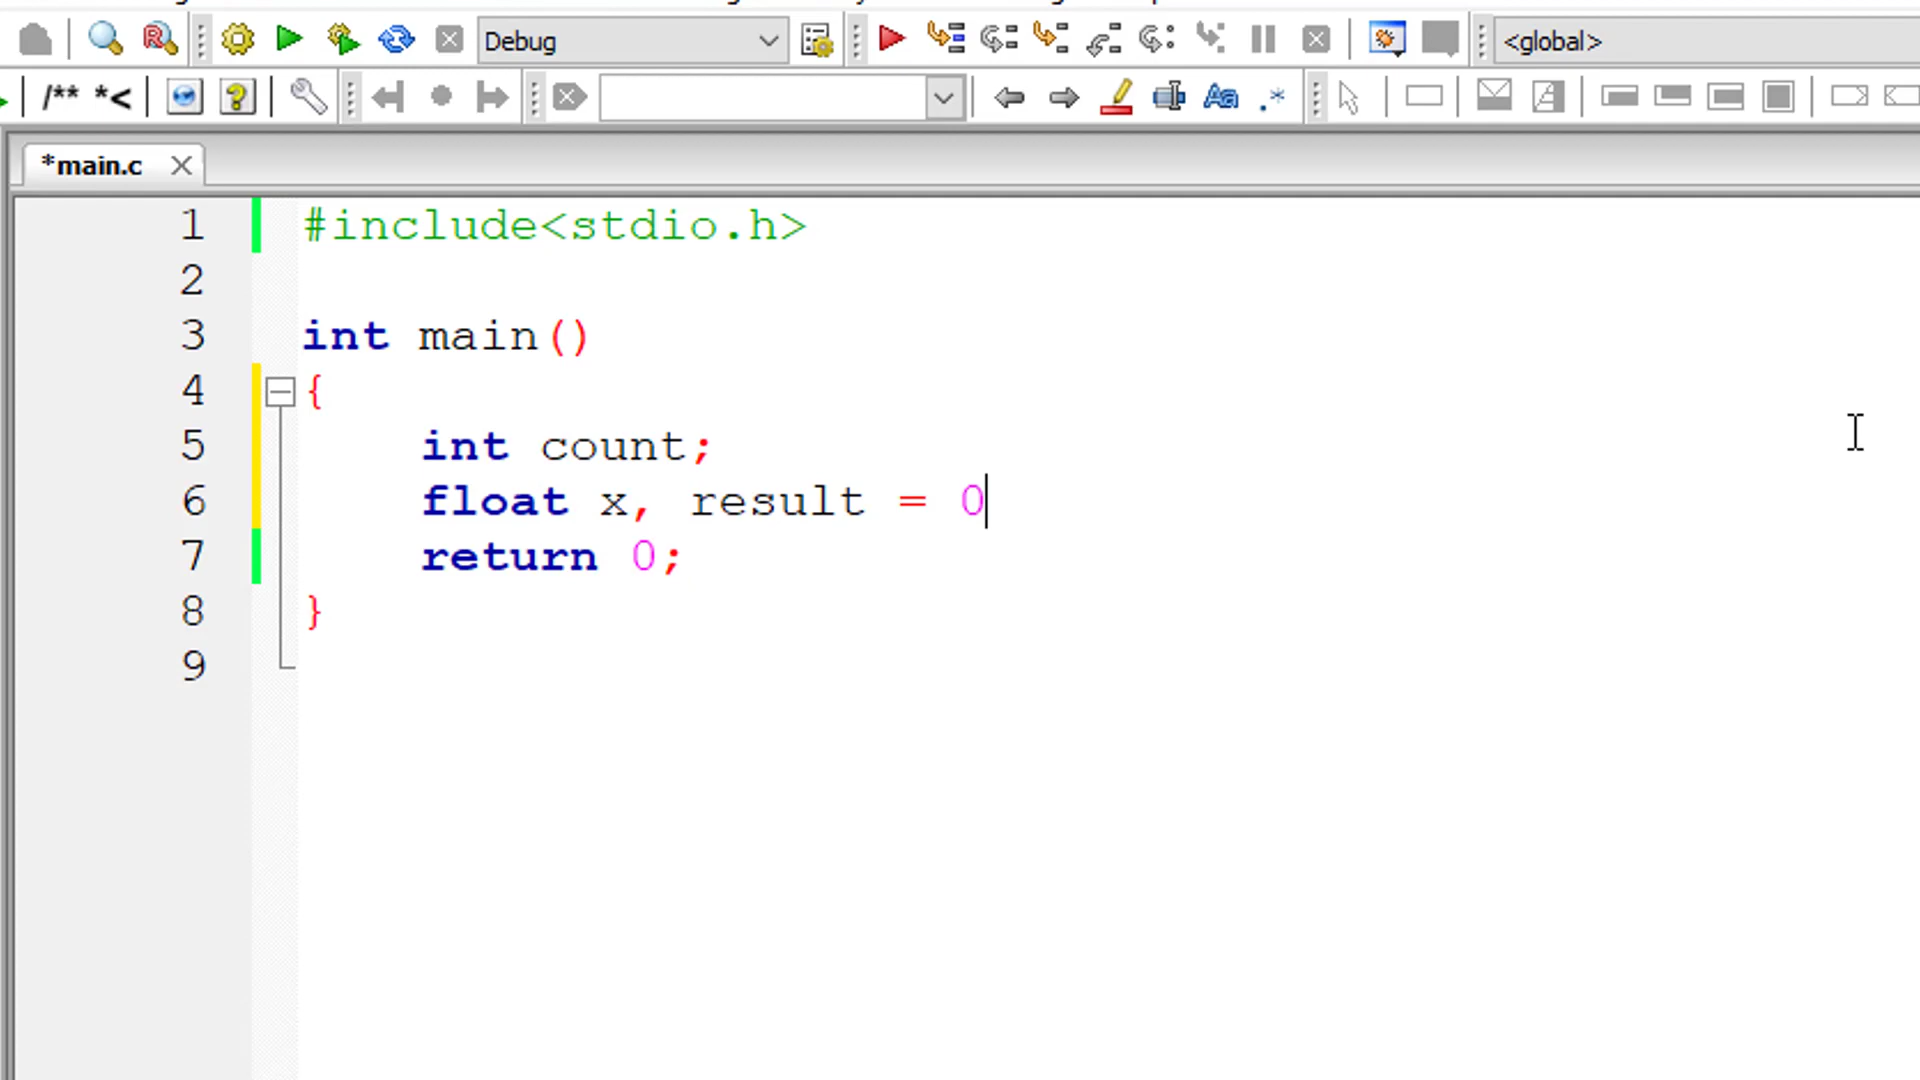 Debug
<global>
/** *<
Aa
.*
*main.c
1 #include<stdio.h>
2
3 int main()
4 {
5 int count;
6 float x, result = 0
7 return 0;
8 }
9